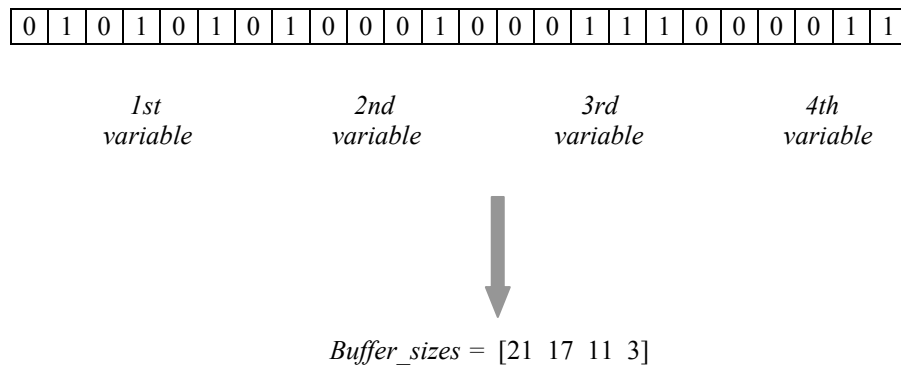 0 1 0 1 0 1 0 1 0 0 0 1 0 0 0 1 1 1 0 0 0 0 1 1
1st variable
2nd variable
3rd variable
4th variable
Buffer_sizes = [21 17 11 3]